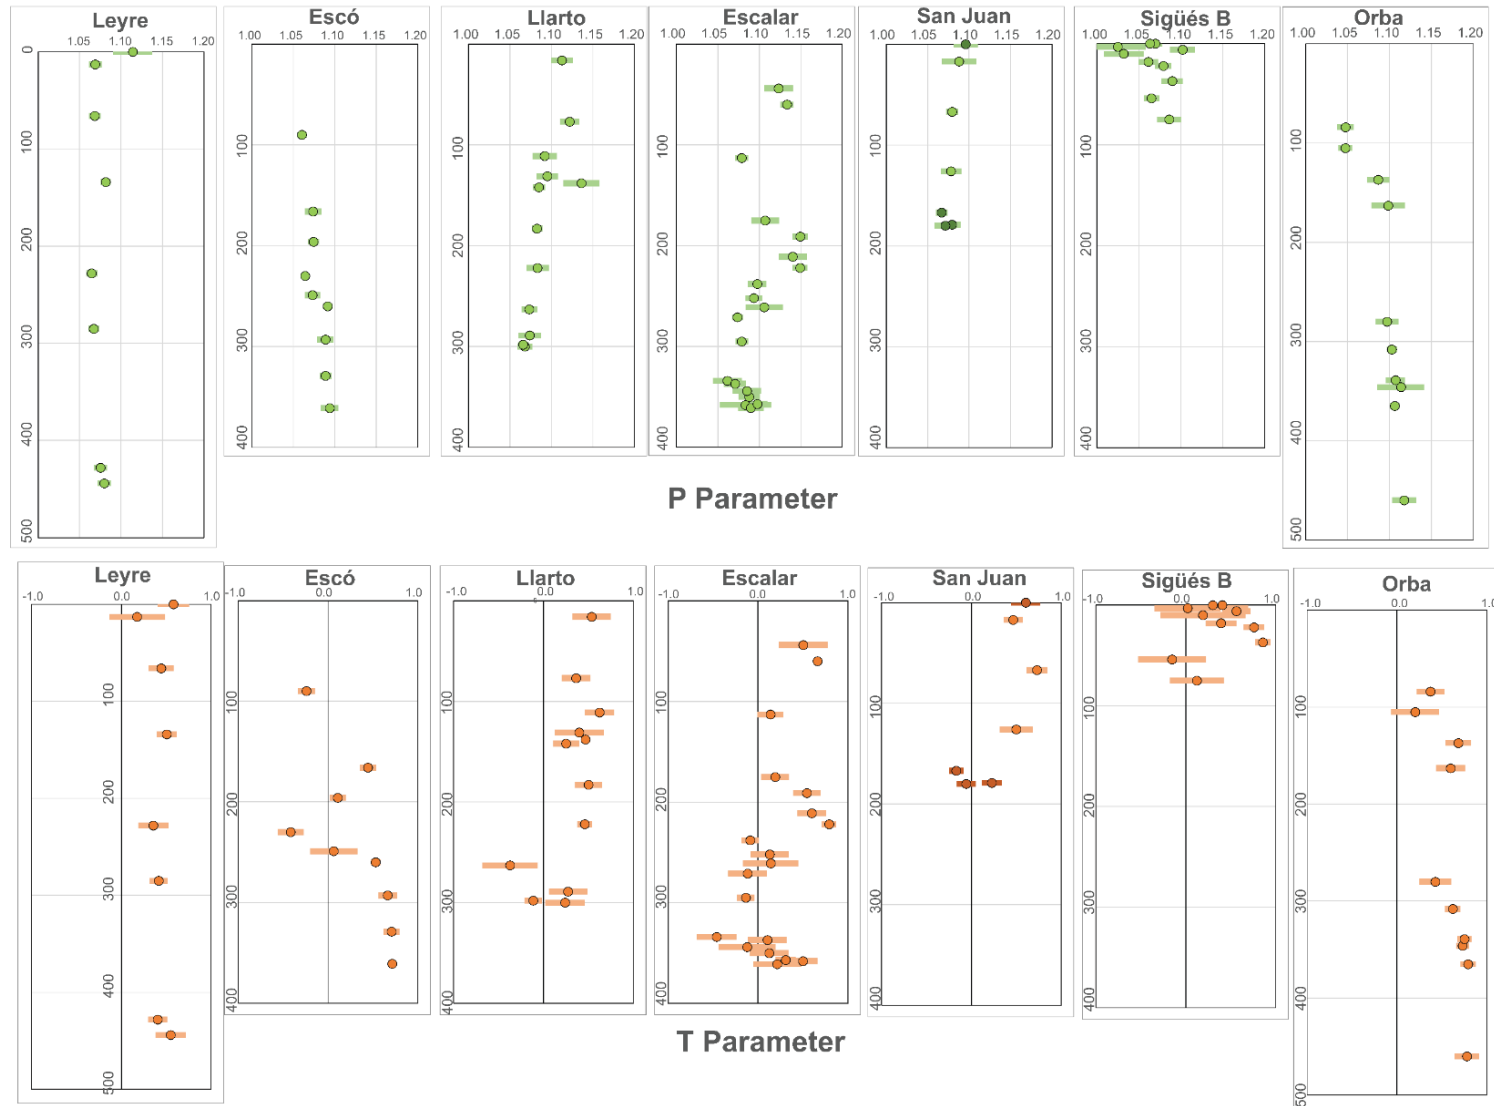 Leyre Escó Llarto Escalar San Juan Sigüés B Orba
1.05 1.10 1.15 1.20 1.00 1.05 1.10 1.15 1.20 1.00 1.05 1.10 1.15 1.20 1.00 1.05 1.10 1.15 1.20 1.00 1.05 1.10 1.15 1.20 1.00 1.05 1.10 1.15 1.20 1.00 1.05 1.10 1.15 1.20
0
100 100 100 100 100 100 100
200 200 200 200 200 200 200
300 300 300 300 300 300 300
400 400 400 400 400 400 400
500 500
P Parameter
Leyre Escó Llarto Escalar San Juan Sigüés B Orba
-1.0 0.0 1.0 -1.0 0.0 1.0 -1.0 0.0 1.0 -1.0 0.0 1.0 -1.0 0.0 1.0 -1.0 0.0 1.0 -1.0 0.0 1.0
100 100 100 100 100 100 100
200 200 200 200 200 200 200
300 300 300 300 300 300 300
400 400 400 400 400 400 400
500 500
T Parameter